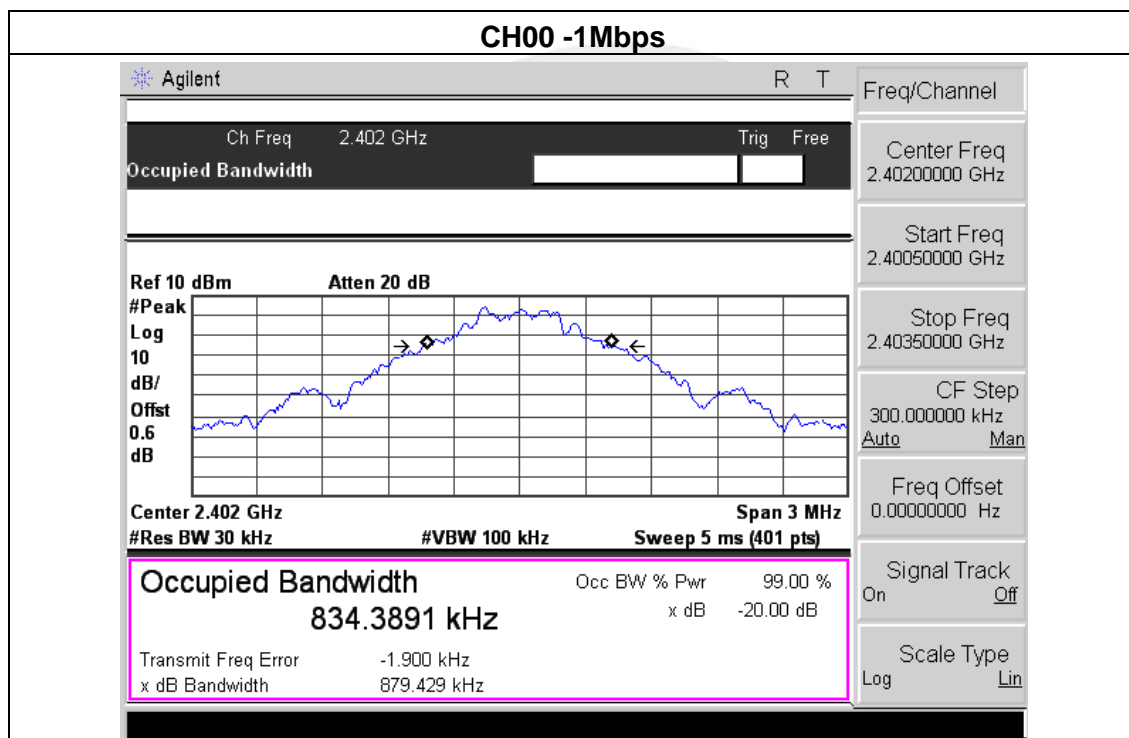 CH00 -1Mbps
Agilent R T
Freq/Channel
Ch Freq 2.402 GHz Trig Free
Occupied Bandwidth
Center Freq
2.40200000 GHz
Start Freq
2.40050000 GHz
Stop Freq
2.40350000 GHz
CF Step
300.000000 kHz
Auto Man
Freq Offset
0.00000000 Hz
Signal Track
On Off
Scale Type
Log Lin
Ref 10 dBm Atten 20 dB
#Peak
Log
10
dB/
Offst
0.6
dB
Center 2.402 GHz Span 3 MHz
#Res BW 30 kHz #VBW 100 kHz Sweep 5 ms (401 pts)
Occupied Bandwidth
834.3891 kHz
Occ BW % Pwr 99.00 %
x dB -20.00 dB
Transmit Freq Error -1.900 kHz
x dB Bandwidth 879.429 kHz